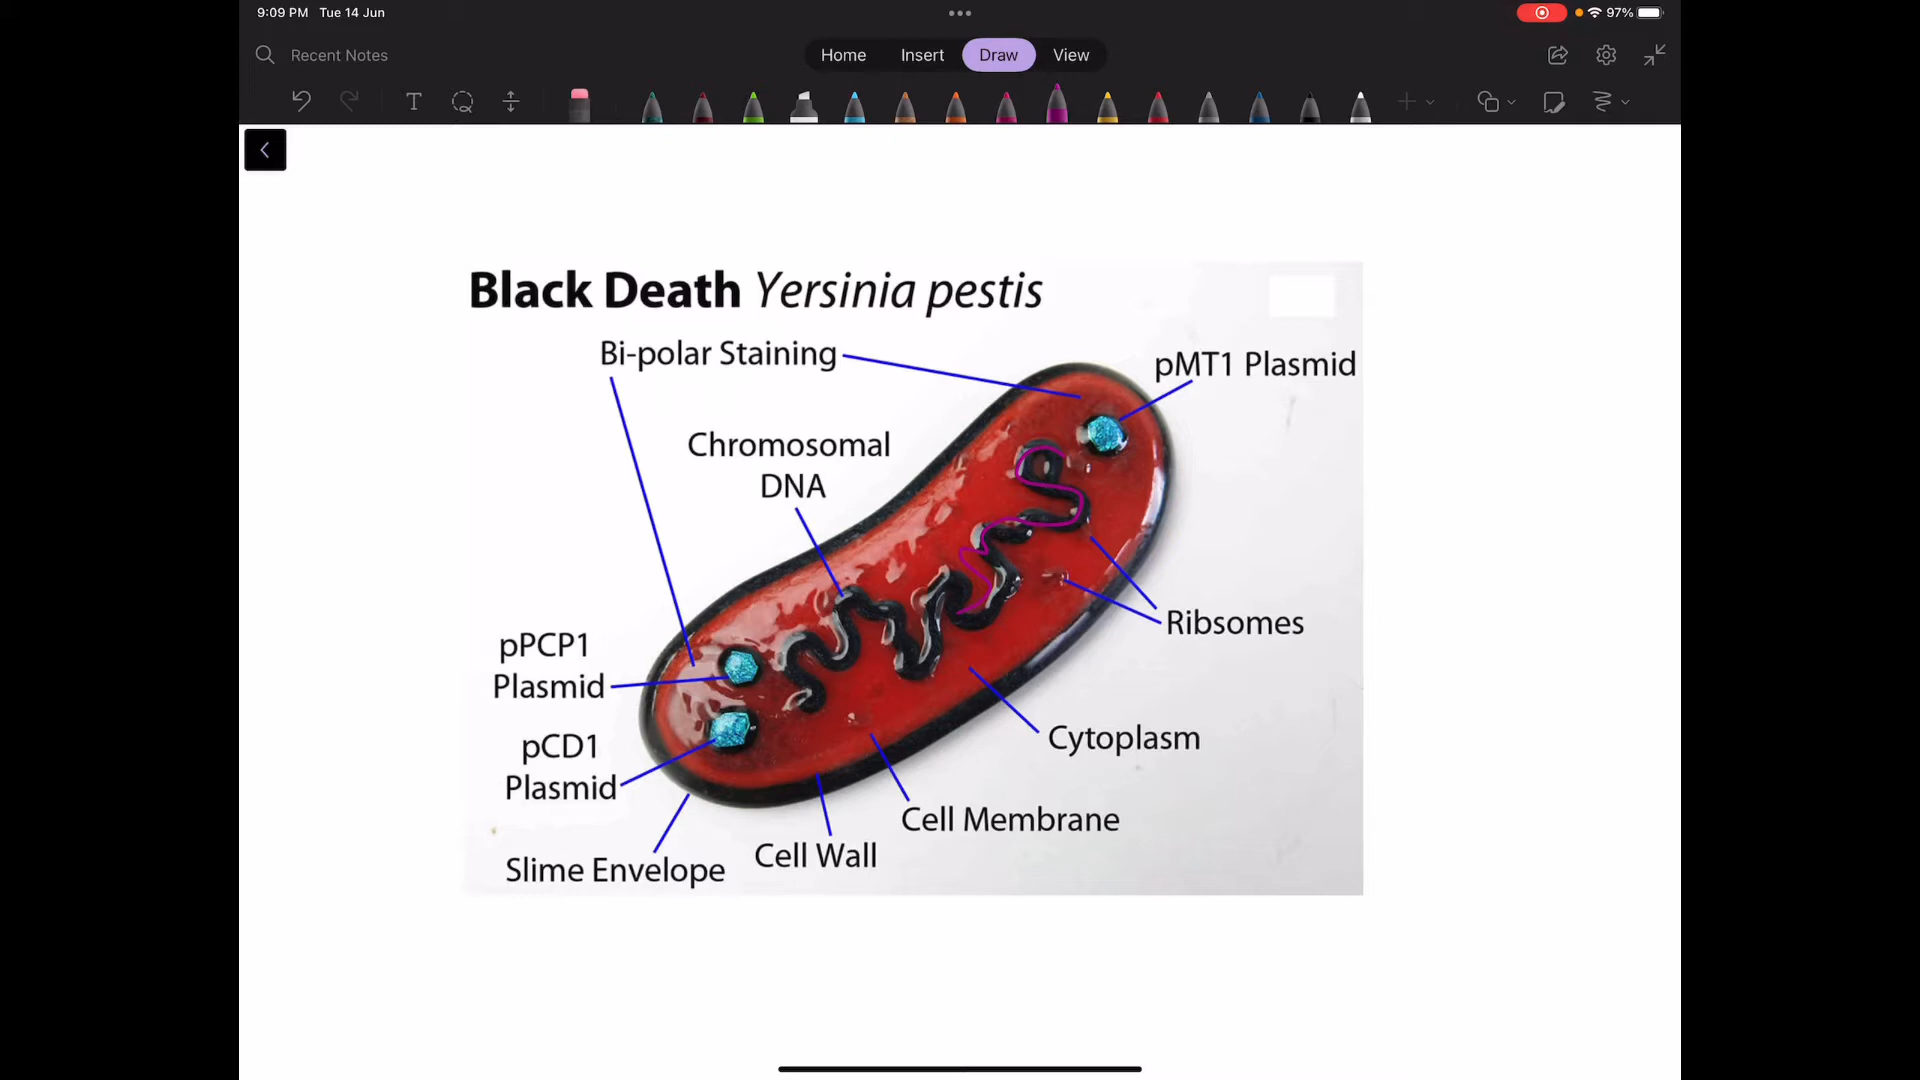 9:09 PM Tue 14 Jun
97%
Recent Notes
Home Insert Draw View
T
Black Death Yersinia pestis
Bi-polar Staining
pMT1 Plasmid
Chromosomal
DNA
Ribsomes
pPCP1
Plasmid
pCD1
Plasmid
Cytoplasm
Cell Membrane
Cell Wall
Slime Envelope